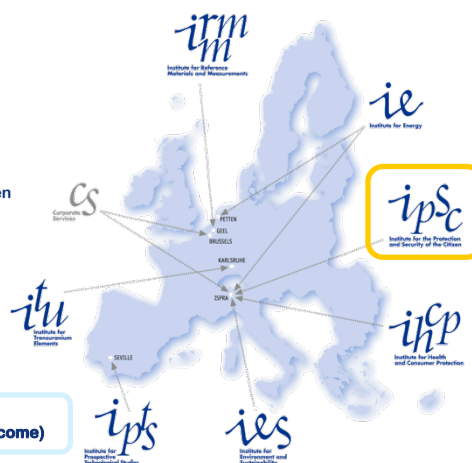 irmm
Institute for Reference
Materials and Measurements
ie
Institute for Energy
en
cs
Corporate
Services
PETTEN
GEEL
BRUSSELS
ipsc
Institute for the Protection
and Security of the Citizen
KARLSRUHE
itu
Institute for
Transuranium
Elements
ISPRA
ihcp
Institute for Health
and Consumer Protection
SEVILLE
come)
ipts
Institute for
Prospective
Technological Studies
ies
Institute for
Environment and
Sustainability